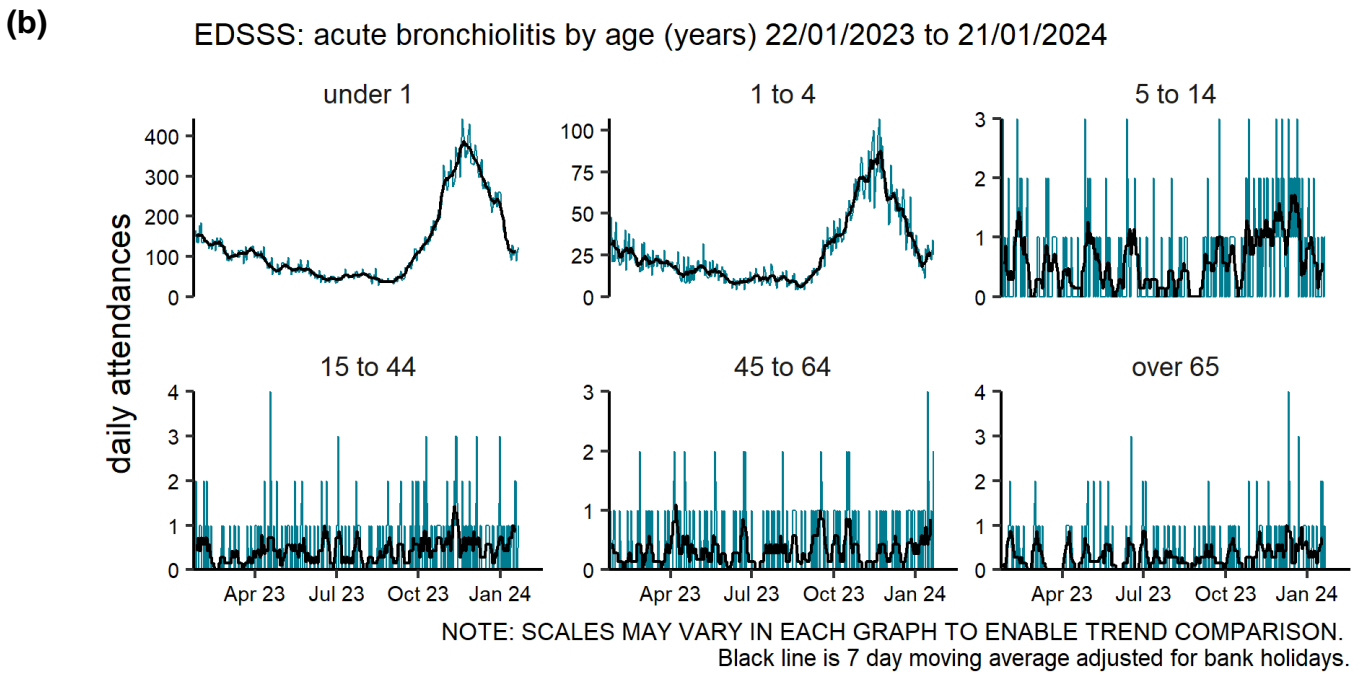 (b)
EDSSS: acute bronchiolitis by age (years) 22/01/2023 to 21/01/2024
daily attendances
under 1
400
300
200
100
0
1 to 4
100
75
50
25
0
5 to 14
3
2
1
0
15 to 44
4
3
2
1
0
Apr 23 Jul 23 Oct 23 Jan 24
45 to 64
3
2
1
0
Apr 23 Jul 23 Oct 23 Jan 24
over 65
4
3
2
1
0
Apr 23 Jul 23 Oct 23 Jan 24
NOTE: SCALES MAY VARY IN EACH GRAPH TO ENABLE TREND COMPARISON.
Black line is 7 day moving average adjusted for bank holidays.